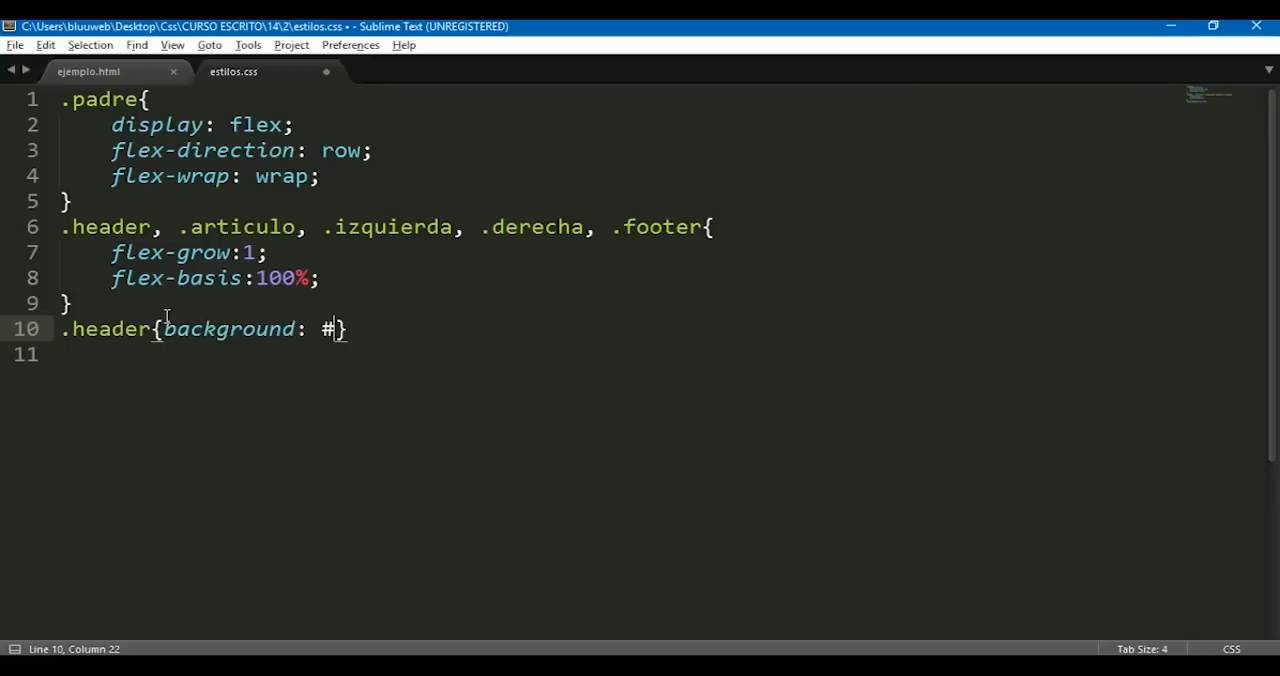 C:\Users\bluuweb\Desktop\Css\CURSO ESCRITO\14\2\estilos.css • - Sublime Text (UNREGISTERED)
File Edit Selection Find View Goto Tools Project Preferences Help
ejemplo.html × estilos.css
1 .padre{
2 display: flex;
3 flex-direction: row;
4 flex-wrap: wrap;
5 }
6 .header, .articulo, .izquierda, .derecha, .footer{
7 flex-grow:1;
8 flex-basis:100%;
9 }
10 .header{background: #}
11
Line 10, Column 22 Tab Size: 4 CSS